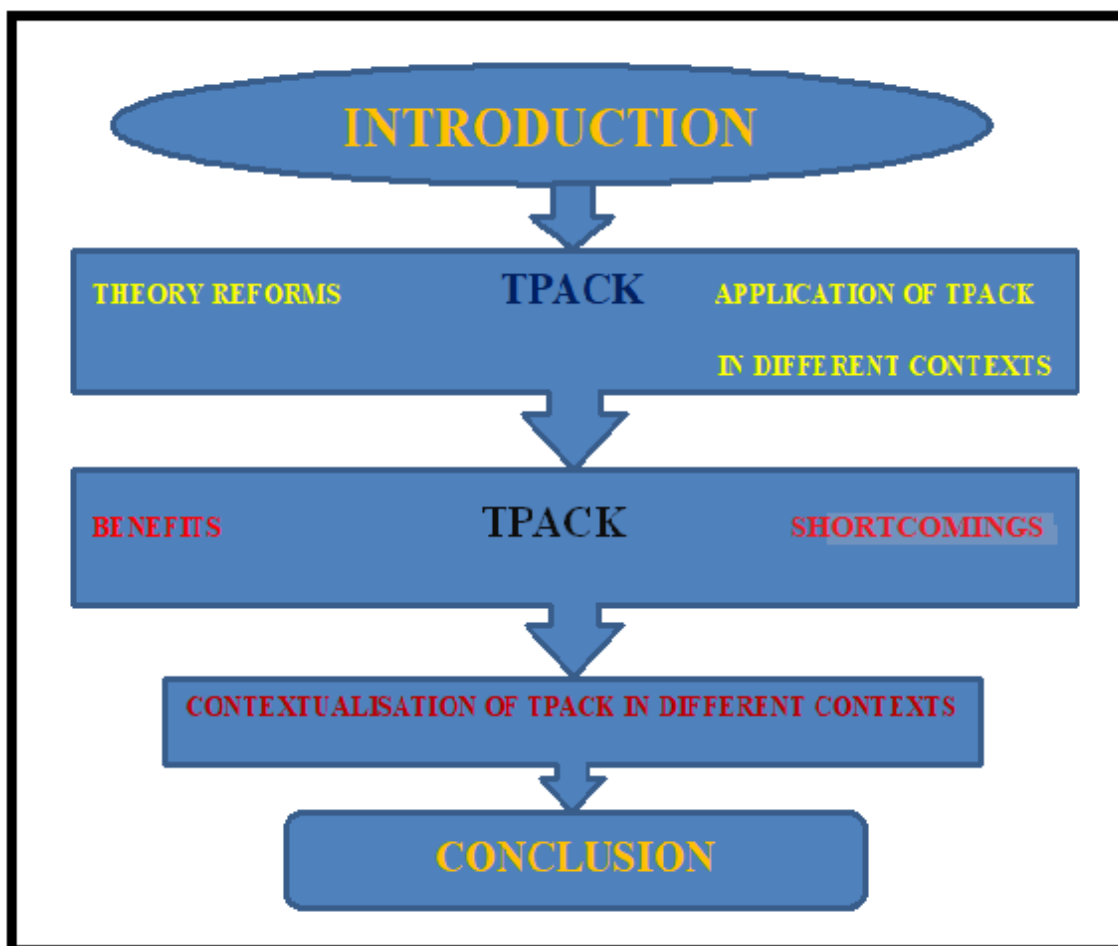 INTRODUCTION
THEORY REFORMS TPACK APPLICATION OF TPACK
IN DIFFERENT CONTEXTS
BENEFITS TPACK SHORTCOMINGS
CONTEXTUALISATION OF TPACK IN DIFFERENT CONTEXTS
CONCLUSION